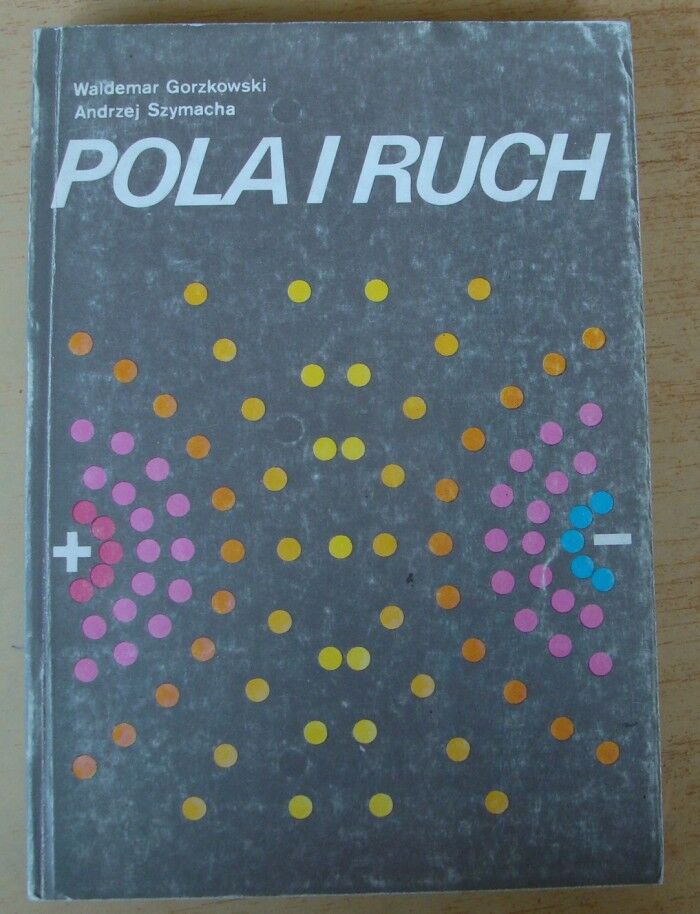 Waldemar Gorzkowski
Andrzej Szymacha
POLA I RUCH
+ −